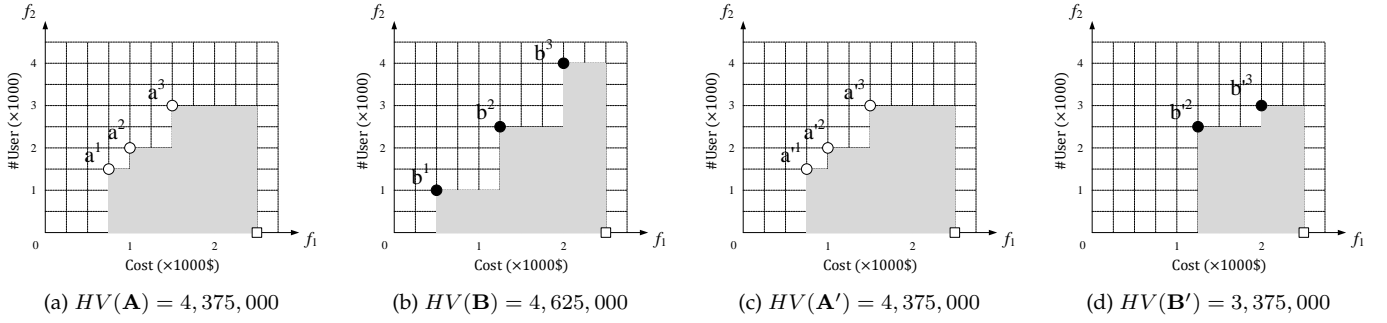 f₂
#User (×1000)
4
3
2
1
0
1
2
a¹
a²
a³
f₁
Cost (×1000$)
(a) HV(A) = 4, 375, 000
f₂
#User (×1000)
4
3
2
1
0
1
2
b¹
b²
b³
f₁
Cost (×1000$)
(b) HV(B) = 4, 625, 000
f₂
#User (×1000)
4
3
2
1
0
1
2
a'¹
a'²
a'³
f₁
Cost (×1000$)
(c) HV(A′) = 4, 375, 000
f₂
#User (×1000)
4
3
2
1
0
1
2
b'²
b'³
f₁
Cost (×1000$)
(d) HV(B′) = 3, 375, 000